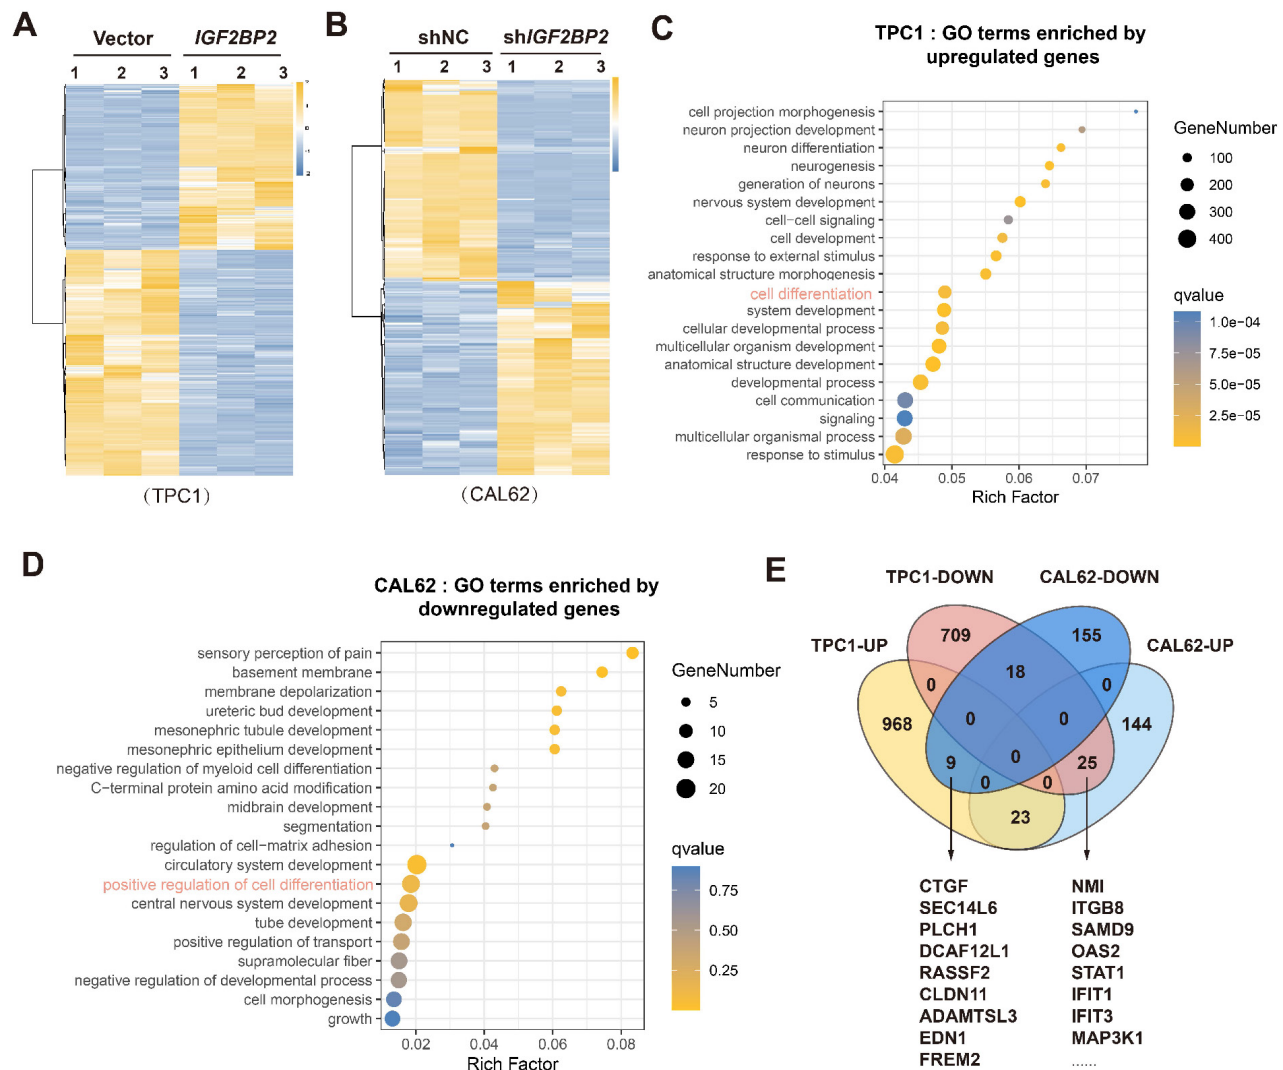 A
Vector
IGF2BP2
1 2 3 1 2 3
(TPC1)
B
shNC
shIGF2BP2
1 2 3 1 2 3
(CAL62)
C
TPC1 : GO terms enriched by
upregulated genes
cell projection morphogenesis
neuron projection development
neuron differentiation
neurogenesis
generation of neurons
nervous system development
cell−cell signaling
cell development
response to external stimulus
anatomical structure morphogenesis
cell differentiation
system development
cellular developmental process
multicellular organism development
anatomical structure development
developmental process
cell communication
signaling
multicellular organismal process
response to stimulus
0.04 0.05 0.06 0.07
Rich Factor
GeneNumber
100
200
300
400
qvalue
1.0e−04
7.5e−05
5.0e−05
2.5e−05
D
CAL62 : GO terms enriched by
downregulated genes
sensory perception of pain
basement membrane
membrane depolarization
ureteric bud development
mesonephric tubule development
mesonephric epithelium development
negative regulation of myeloid cell differentiation
C−terminal protein amino acid modification
midbrain development
segmentation
regulation of cell−matrix adhesion
circulatory system development
positive regulation of cell differentiation
central nervous system development
tube development
positive regulation of transport
supramolecular fiber
negative regulation of developmental process
cell morphogenesis
growth
0.02 0.04 0.06 0.08
Rich Factor
GeneNumber
5
10
15
20
qvalue
0.75
0.50
0.25
E
TPC1-DOWN CAL62-DOWN
TPC1-UP CAL62-UP
709 155
18
0 0
968 0 0 144
0
9 25
0 0
23
CTGF
SEC14L6
PLCH1
DCAF12L1
RASSF2
CLDN11
ADAMTSL3
EDN1
FREM2
NMI
ITGB8
SAMD9
OAS2
STAT1
IFIT1
IFIT3
MAP3K1
......